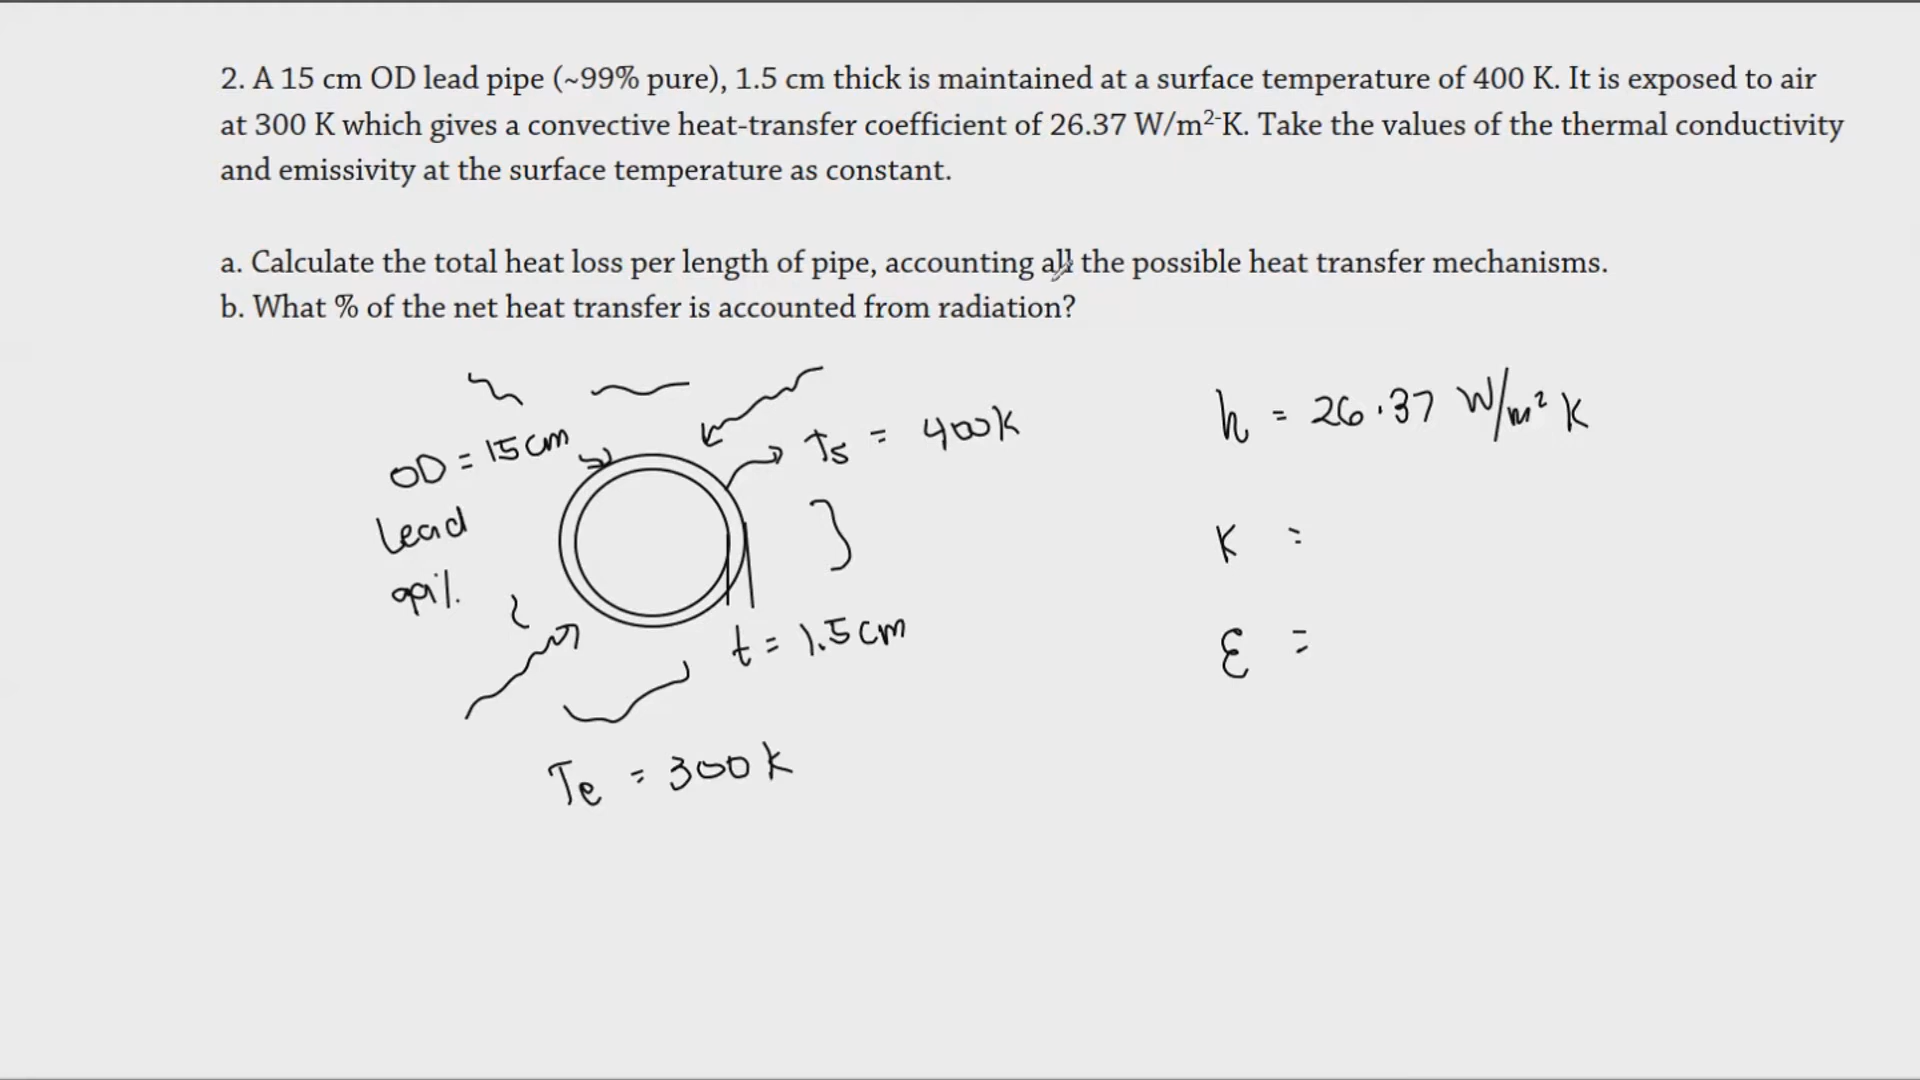 2. A 15 cm OD lead pipe (~99% pure), 1.5 cm thick is maintained at a surface temperature of 400 K. It is exposed to air
at 300 K which gives a convective heat-transfer coefficient of 26.37 W/m²-K. Take the values of the thermal conductivity
and emissivity at the surface temperature as constant.
a. Calculate the total heat loss per length of pipe, accounting all the possible heat transfer mechanisms.
b. What % of the net heat transfer is accounted from radiation?
OD = 15 cm
Ts = 400 K
h = 26.37 W/m² K
Lead
99%
K =
t = 1.5 cm
ε =
Te = 300 K